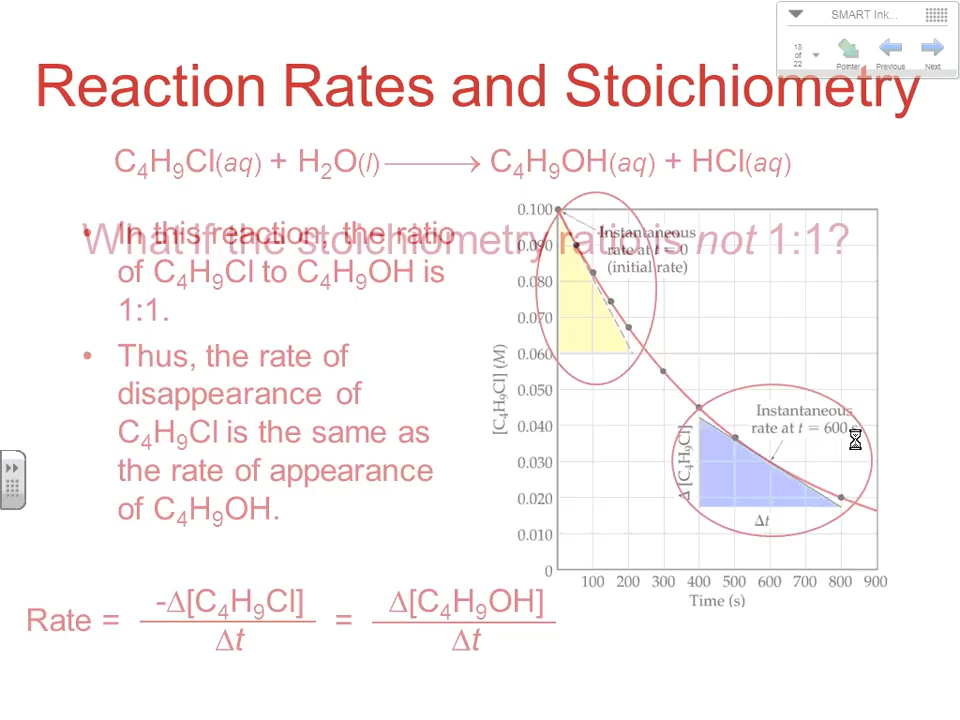 SMART Ink...
18
of
22
Pointer
Previous
Next
Reaction Rates and Stoichiometry
C4H9Cl(aq) + H2O(l) ⟶ C4H9OH(aq) + HCl(aq)
What if the stoichiometry ratio is not 1:1?
• In this reaction, the ratio
of C4H9Cl to C4H9OH is
1:1.
• Thus, the rate of
disappearance of
C4H9Cl is the same as
the rate of appearance
of C4H9OH.
Rate = -Δ[C4H9Cl] / Δt = Δ[C4H9OH] / Δt
[C4H9Cl] (M)
0.100
0.090
0.080
0.070
0.060
0.050
0.040
0.030
0.020
0.010
0
Instantaneous
rate at t = 0
(initial rate)
Instantaneous
rate at t = 600 s
Δ [C4H9Cl]
Δt
100 200 300 400 500 600 700 800 900
Time (s)